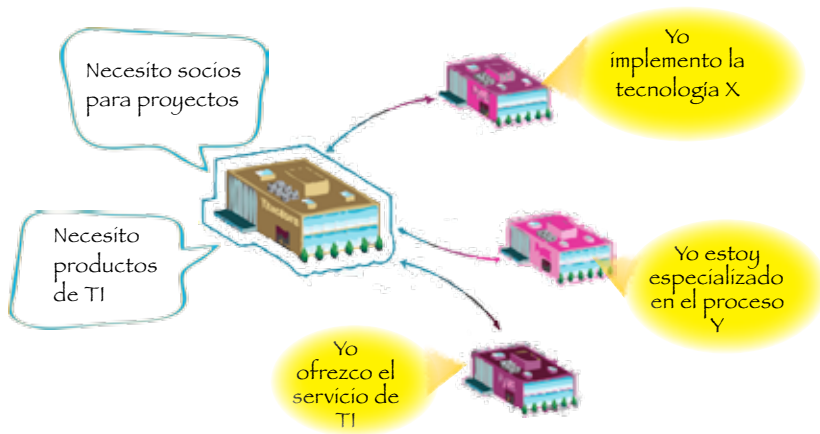 Necesito socios
para proyectos
Yo
implemento la
tecnología X
Necesito
productos
de TI
Yo estoy
especializado
en el proceso
Y
Yo
ofrezco el
servicio de
TI